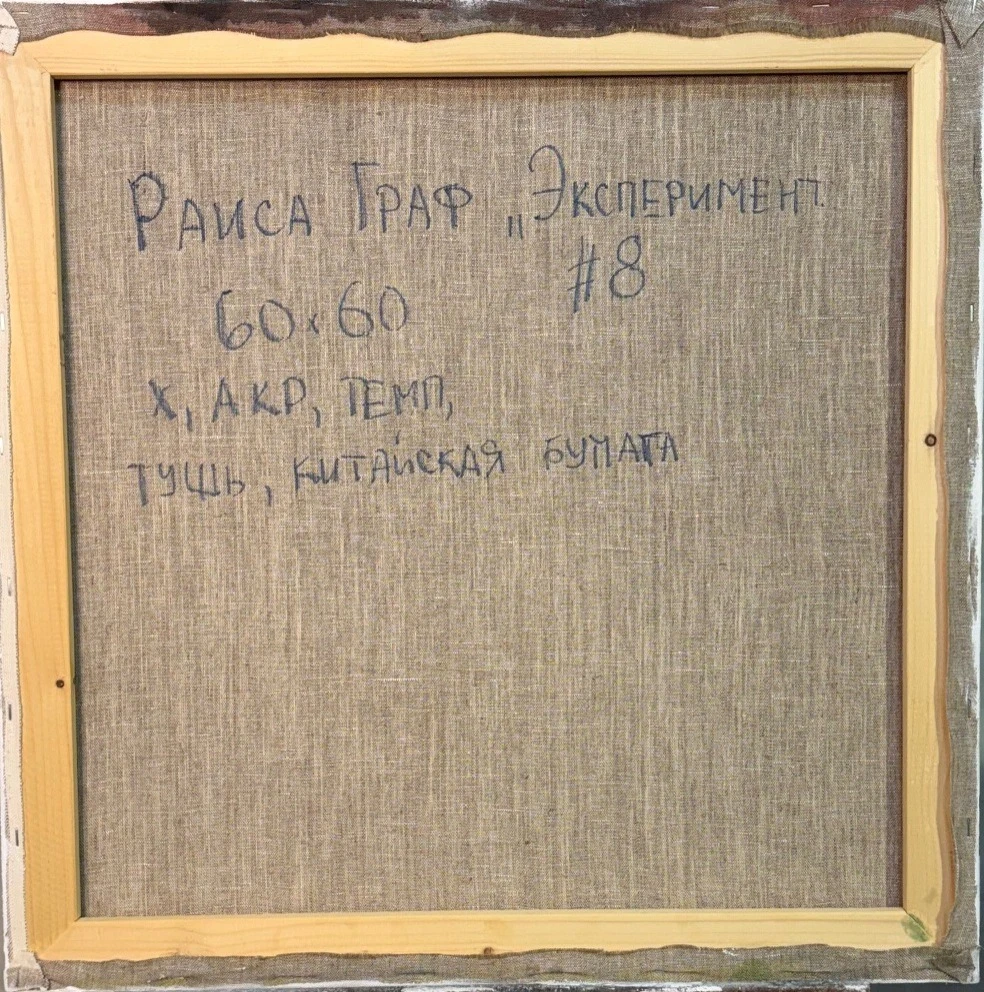 Раиса Граф „Эксперимент
#8
60x60
Х, АКР, ТЕМП,
ТУШЬ, КИТАЙСКАЯ БУМАГА